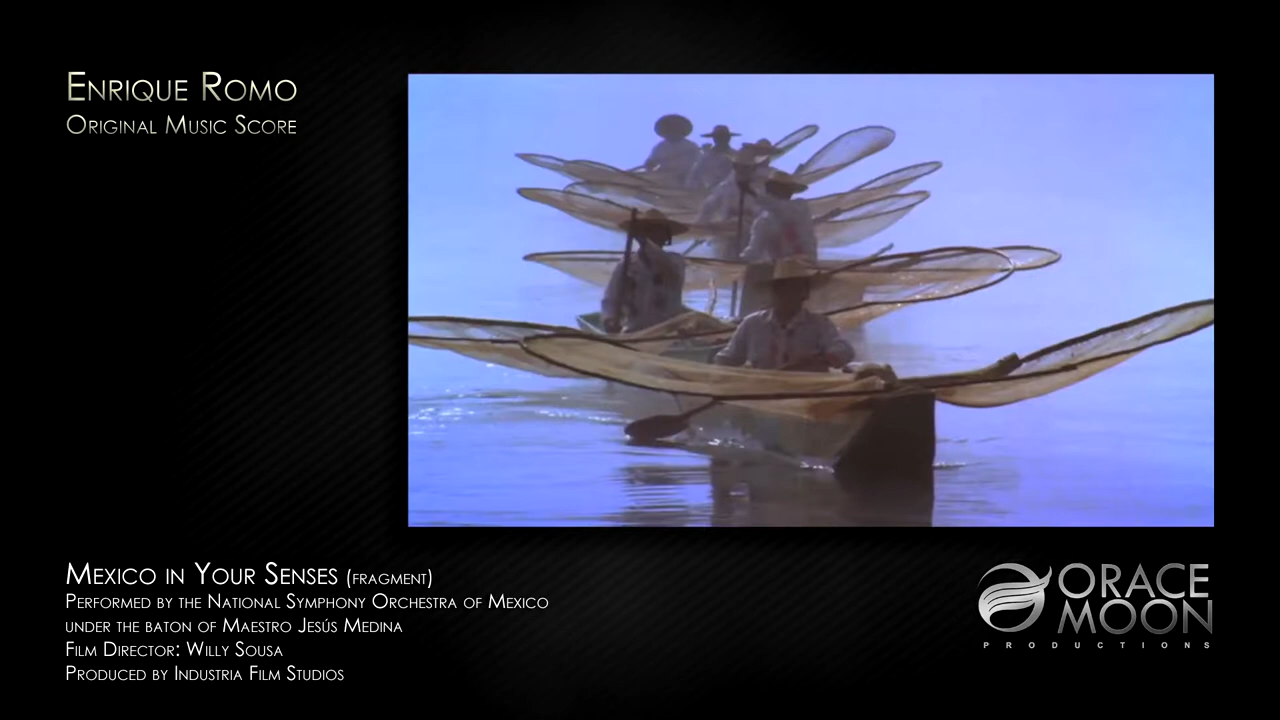 Enrique Romo
Original Music Score
Mexico in Your Senses (fragment)
Performed by the National Symphony Orchestra of Mexico
under the baton of Maestro Jesús Medina
Film Director: Willy Sousa
Produced by Industria Film Studios
ORACE
MOON
PRODUCTIONS